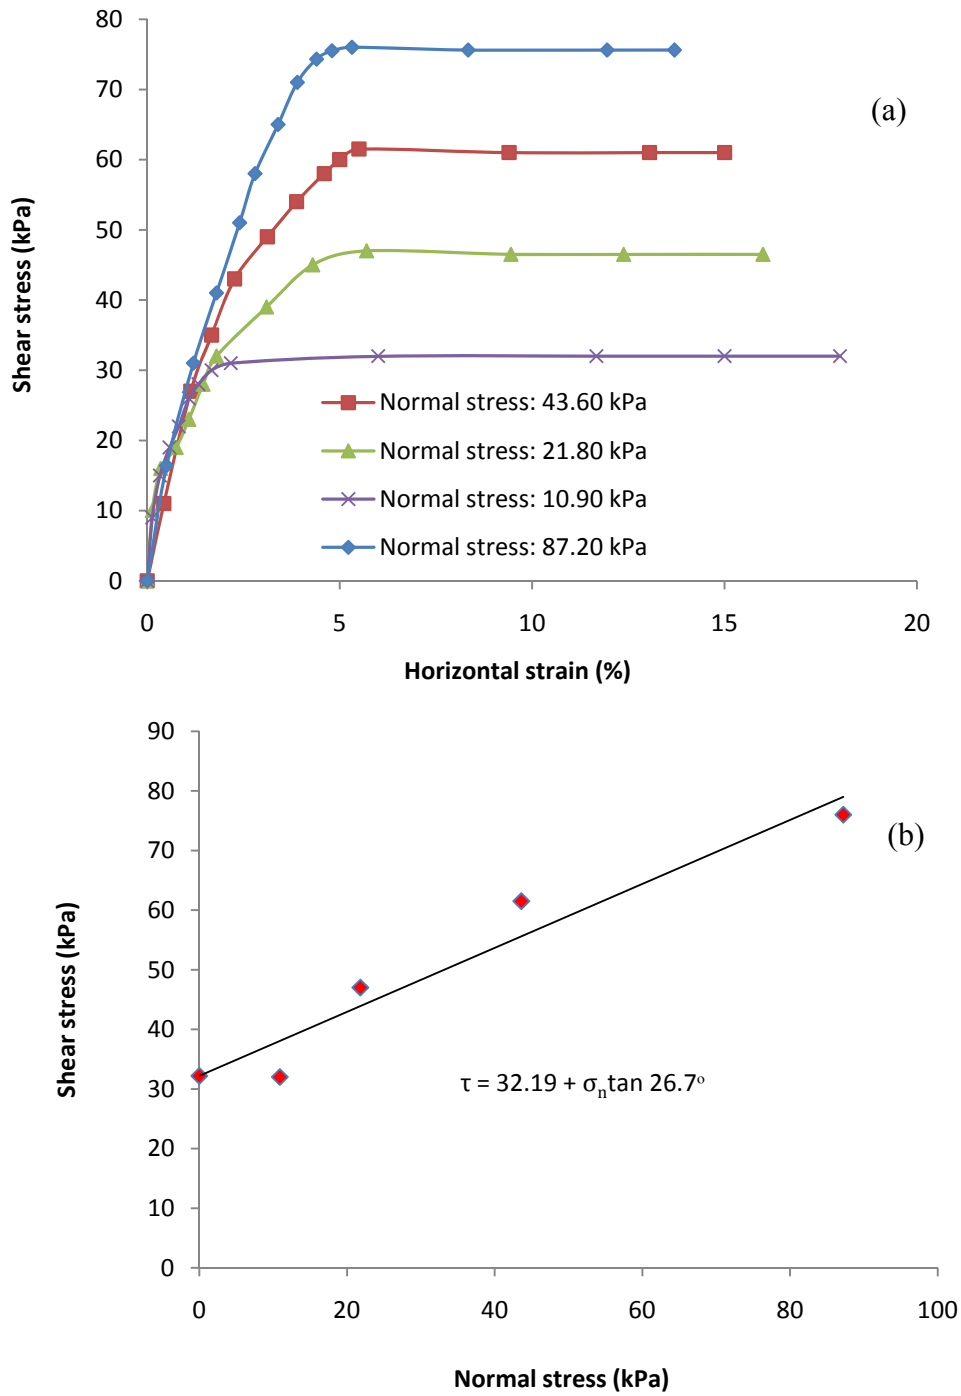 80
70
60
50
40
30
20
10
0
Shear stress (kPa)
(a)
Normal stress: 43.60 kPa
Normal stress: 21.80 kPa
Normal stress: 10.90 kPa
Normal stress: 87.20 kPa
0 5 10 15 20
Horizontal strain (%)
90
80
70
60
50
40
30
20
10
0
Shear stress (kPa)
(b)
τ = 32.19 + σₙtan 26.7º
0 20 40 60 80 100
Normal stress (kPa)